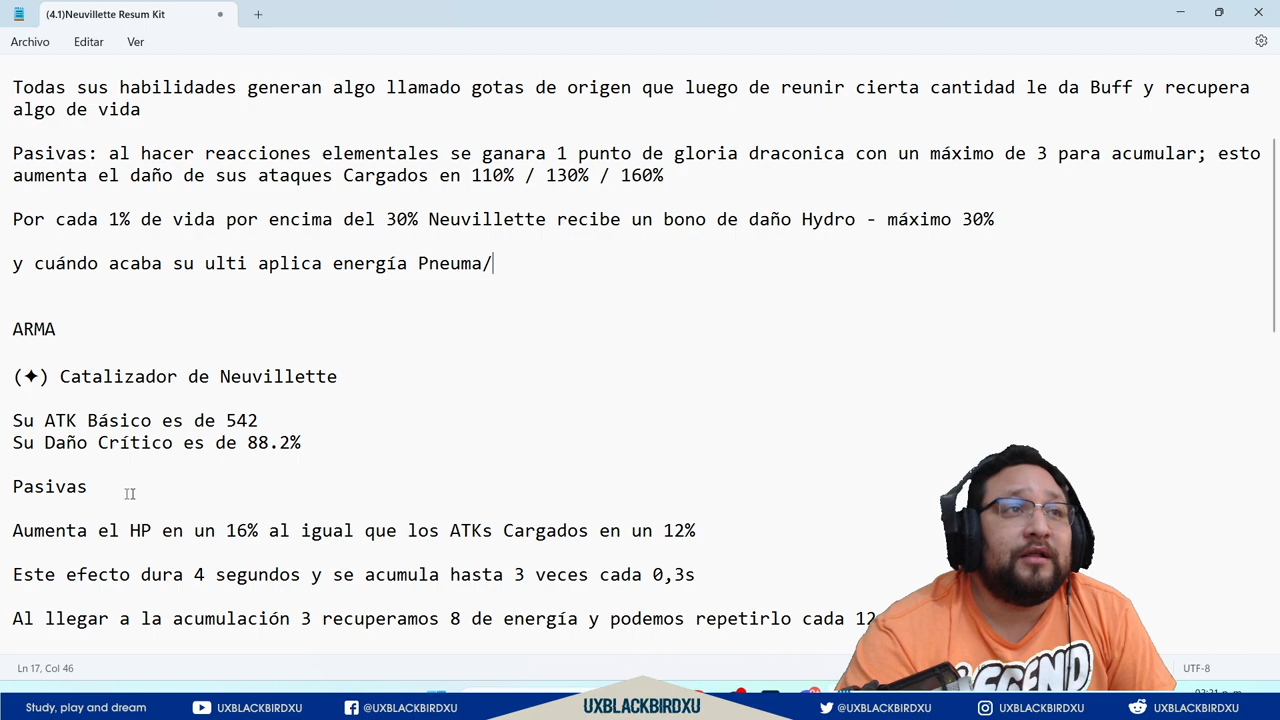 (4.1)Neuvillette Resum Kit
Archivo Editar Ver
Todas sus habilidades generan algo llamado gotas de origen que luego de reunir cierta cantidad le da Buff y recupera
algo de vida
Pasivas: al hacer reacciones elementales se ganara 1 punto de gloria draconica con un máximo de 3 para acumular; esto
aumenta el daño de sus ataques Cargados en 110% / 130% / 160%
Por cada 1% de vida por encima del 30% Neuvillette recibe un bono de daño Hydro - máximo 30%
y cuándo acaba su ulti aplica energía Pneuma/
ARMA
(✦) Catalizador de Neuvillette
Su ATK Básico es de 542
Su Daño Crítico es de 88.2%
Pasivas
Aumenta el HP en un 16% al igual que los ATKs Cargados en un 12%
Este efecto dura 4 segundos y se acumula hasta 3 veces cada 0,3s
Al llegar a la acumulación 3 recuperamos 8 de energía y podemos repetirlo cada 12
Ln 17, Col 46 UTF-8
Study, play and dream UXBLACKBIRDXU @UXBLACKBIRDXU UXBLACKBIRDXU @UXBLACKBIRDXU UXBLACKBIRDXU UXBLACKBIRDXU